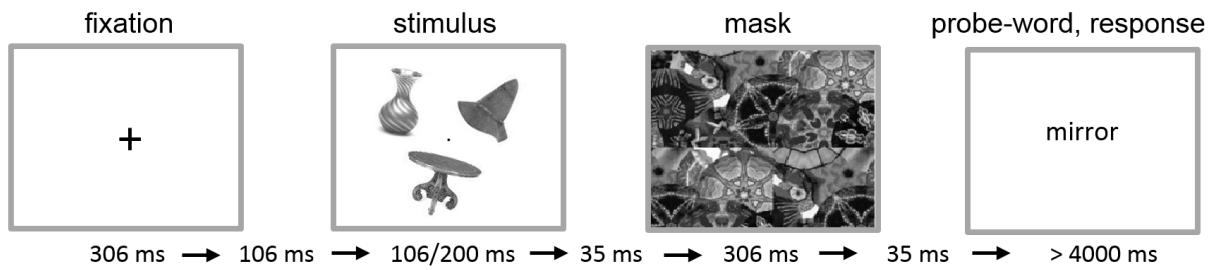 fixation
stimulus
mask
probe-word, response
+
mirror
306 ms → 106 ms → 106/200 ms → 35 ms → 306 ms → 35 ms → > 4000 ms